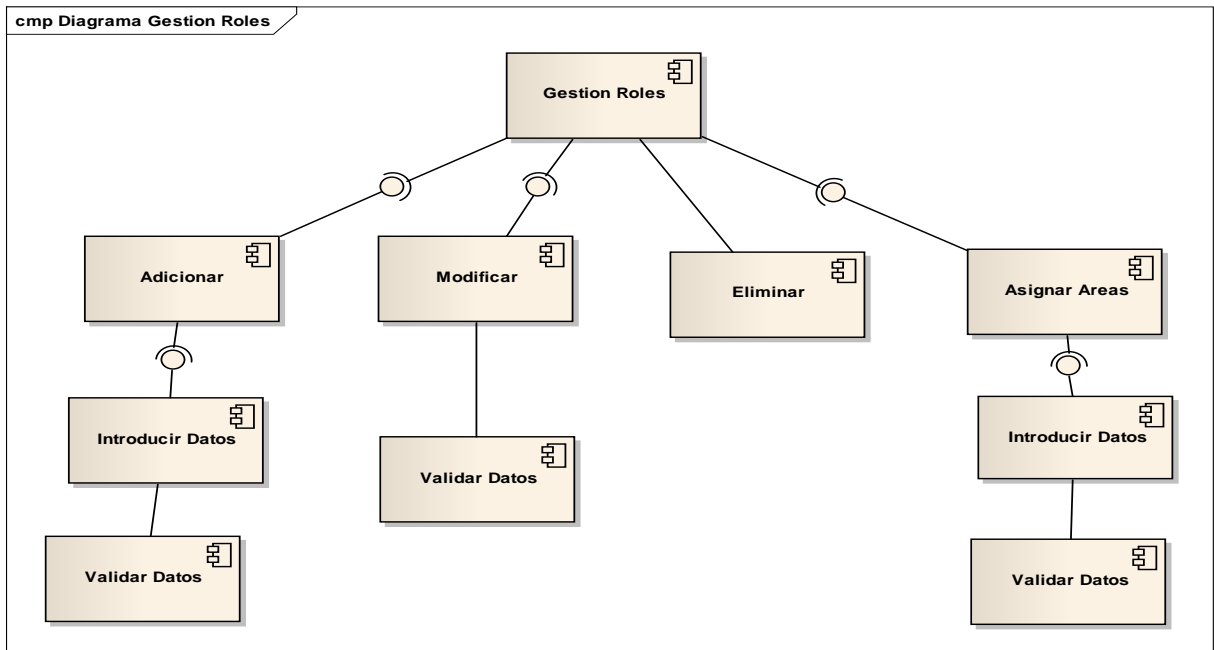 cmp Diagrama Gestion Roles
Gestion Roles
Adicionar
Modificar
Eliminar
Asignar Areas
Introducir Datos
Validar Datos
Introducir Datos
Validar Datos
Validar Datos